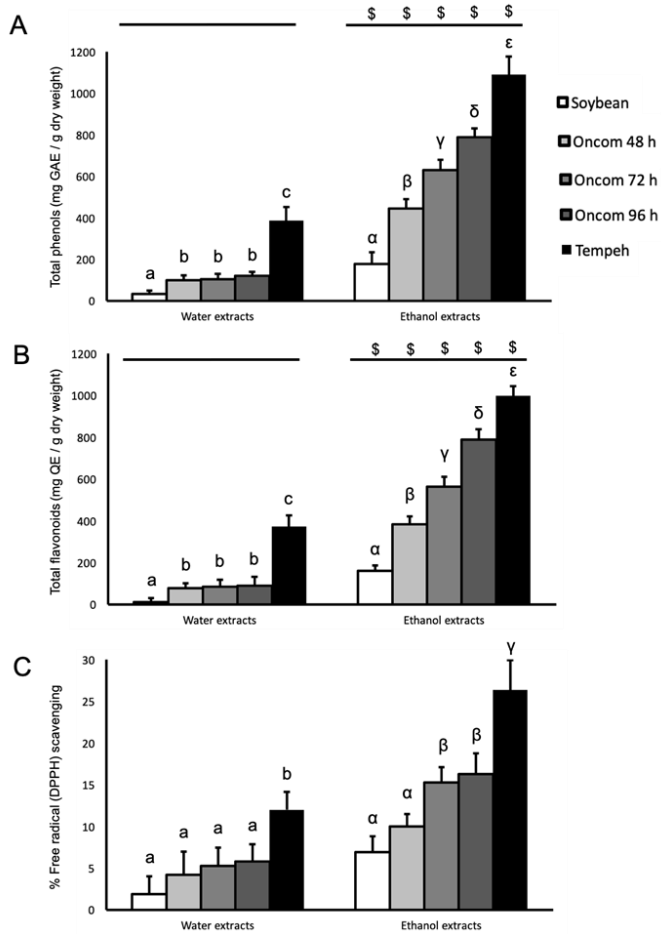 A
$ $ $ $ $
Total phenols (mg GAE / g dry weight)
1200
1000
800
600
400
200
0
a b b b c
α β γ δ ε
Water extracts
Ethanol extracts
Soybean
Oncom 48 h
Oncom 72 h
Oncom 96 h
Tempeh
B
$ $ $ $ $
Total flavonoids (mg QE / g dry weight)
1200
1000
800
600
400
200
0
a b b b c
α β γ δ ε
Water extracts
Ethanol extracts
C
% Free radical (DPPH) scavenging
30
25
20
15
10
5
0
a a a a b
α α β β γ
Water extracts
Ethanol extracts